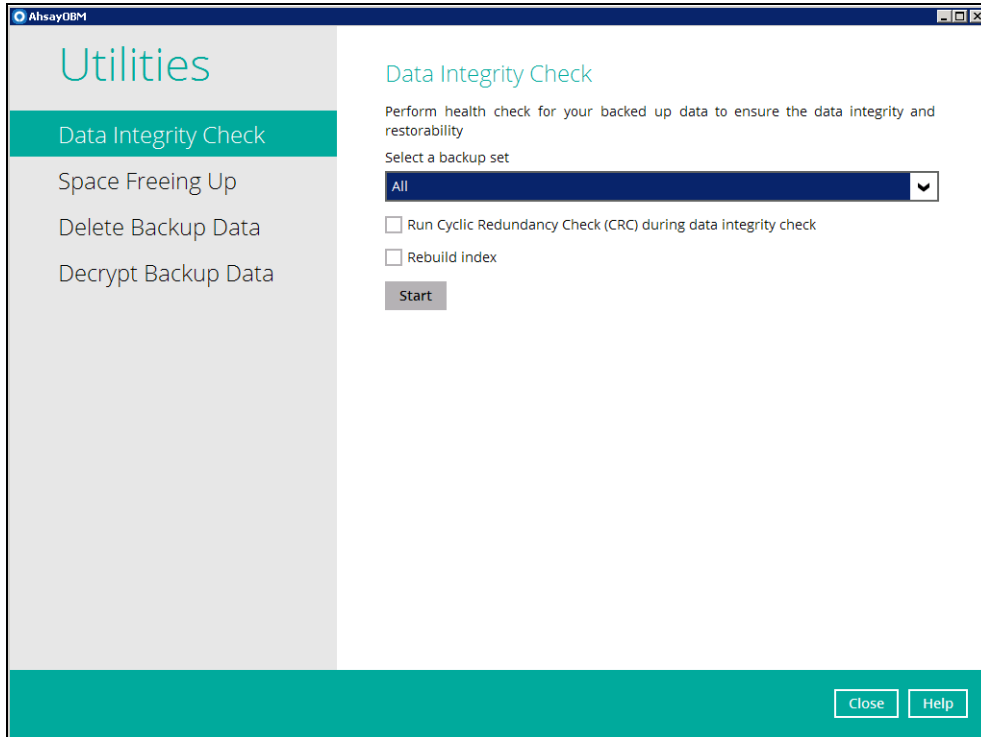 AhsayOBM
Utilities
Data Integrity Check
Space Freeing Up
Delete Backup Data
Decrypt Backup Data
Data Integrity Check
Perform health check for your backed up data to ensure the data integrity and
restorability
Select a backup set
All
Run Cyclic Redundancy Check (CRC) during data integrity check
Rebuild index
Start
Close
Help